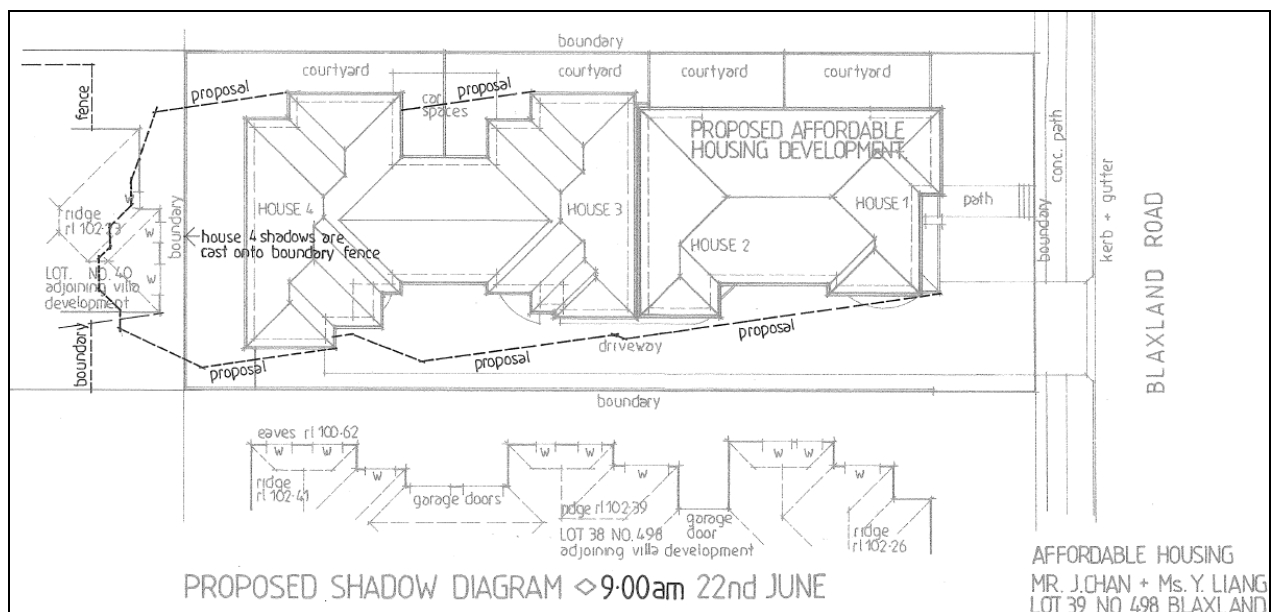 boundary
courtyard
courtyard
courtyard
courtyard
fence
proposal
car
spaces
proposal
PROPOSED AFFORDABLE
HOUSING DEVELOPMENT.
conc. path
kerb + gutter
BLAXLAND ROAD
ridge
w
w
w
boundary
HOUSE 4
HOUSE 3
HOUSE 1
path
boundary
house 4 shadows are
cast onto boundary fence
HOUSE 2
LOT. NO. 40
adjoining villa
development
boundary
proposal
proposal
driveway
proposal
boundary
eaves rl 100·62
w
w
w
w
w
w
w
w
w
ridge
rl 102·41
garage doors
ridge rl 102·39
garage
door
ridge
rl 102·26
LOT 38 NO. 498
adjoining villa development
PROPOSED SHADOW DIAGRAM ◇ 9·00am 22nd JUNE
AFFORDABLE HOUSING
MR. J.CHAN + Ms. Y. LIANG
LOT 39 NO 498 BLAXLAND